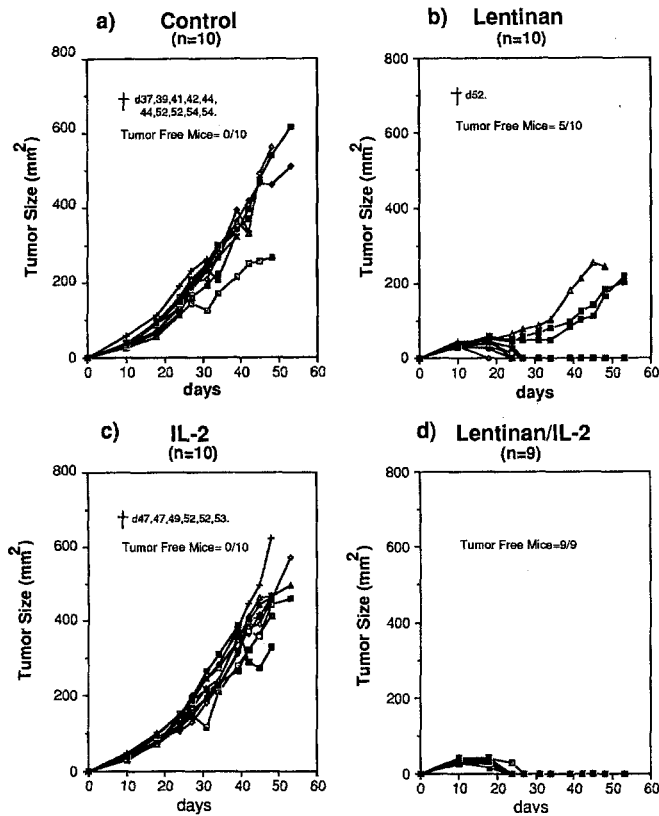 a)
Control
(n=10)
800
600
400
200
0
Tumor Size (mm2)
† d37,39,41,42,44,
44,52,52,54,54.
Tumor Free Mice= 0/10
0 10 20 30 40 50 60
days
b)
Lentinan
(n=10)
800
600
400
200
0
Tumor Size (mm2)
† d52.
Tumor Free Mice= 5/10
0 10 20 30 40 50 60
days
c)
IL-2
(n=10)
800
600
400
200
0
Tumor Size (mm2)
† d47,47,49,52,52,53.
Tumor Free Mice=0/10
0 10 20 30 40 50 60
days
d)
Lentinan/IL-2
(n=9)
800
600
400
200
0
Tumor Size (mm2)
Tumor Free Mice=9/9
0 10 20 30 40 50 60
days